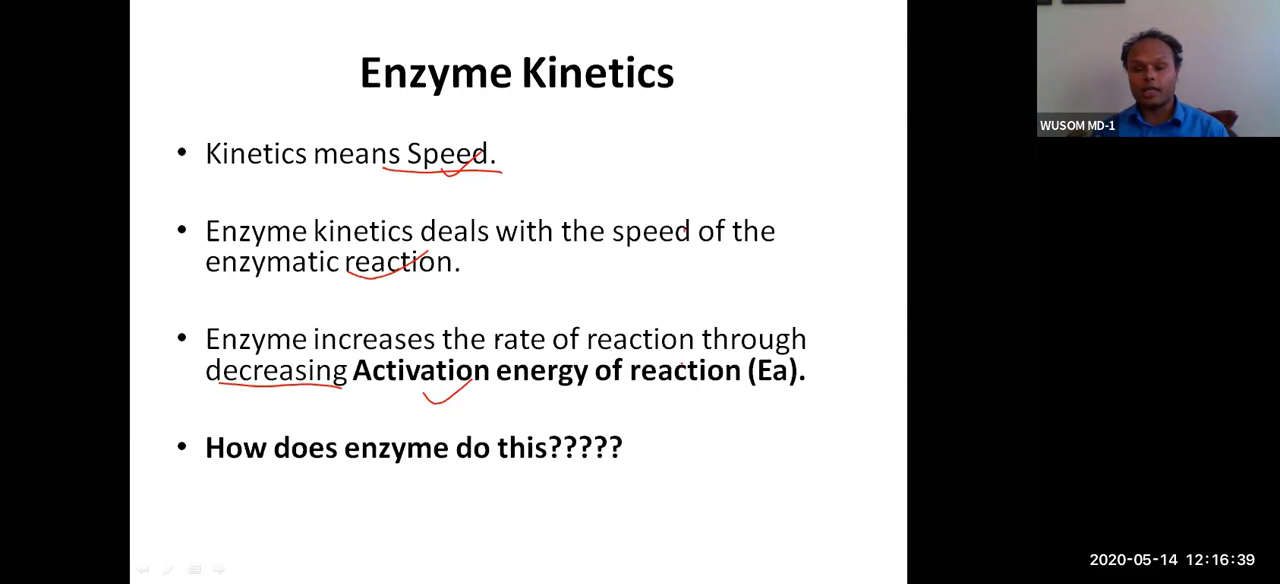 Enzyme Kinetics
• Kinetics means Speed.
• Enzyme kinetics deals with the speed of the
enzymatic reaction.
• Enzyme increases the rate of reaction through
decreasing Activation energy of reaction (Ea).
• How does enzyme do this?????
WUSOM MD-1
2020-05-14 12:16:39